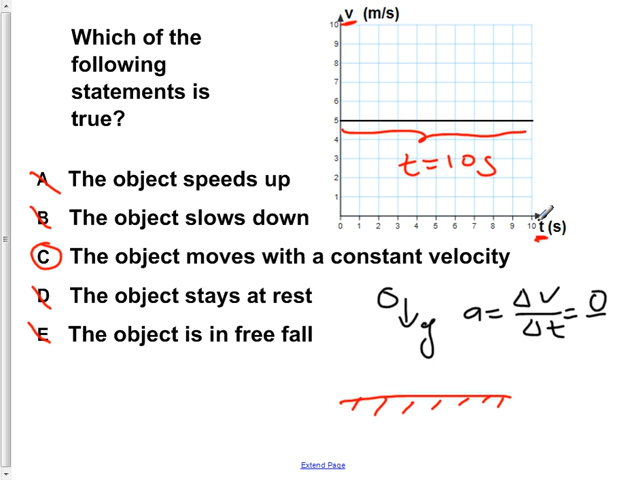 Which of the
following
statements is
true?
v (m/s)
10
9
8
7
6
5
4
3
2
1
0 1 2 3 4 5 6 7 8 9 10 t (s)
t=10s
A The object speeds up
B The object slows down
C The object moves with a constant velocity
D The object stays at rest
E The object is in free fall
g
a= ΔV/Δt = 0
Extend Page